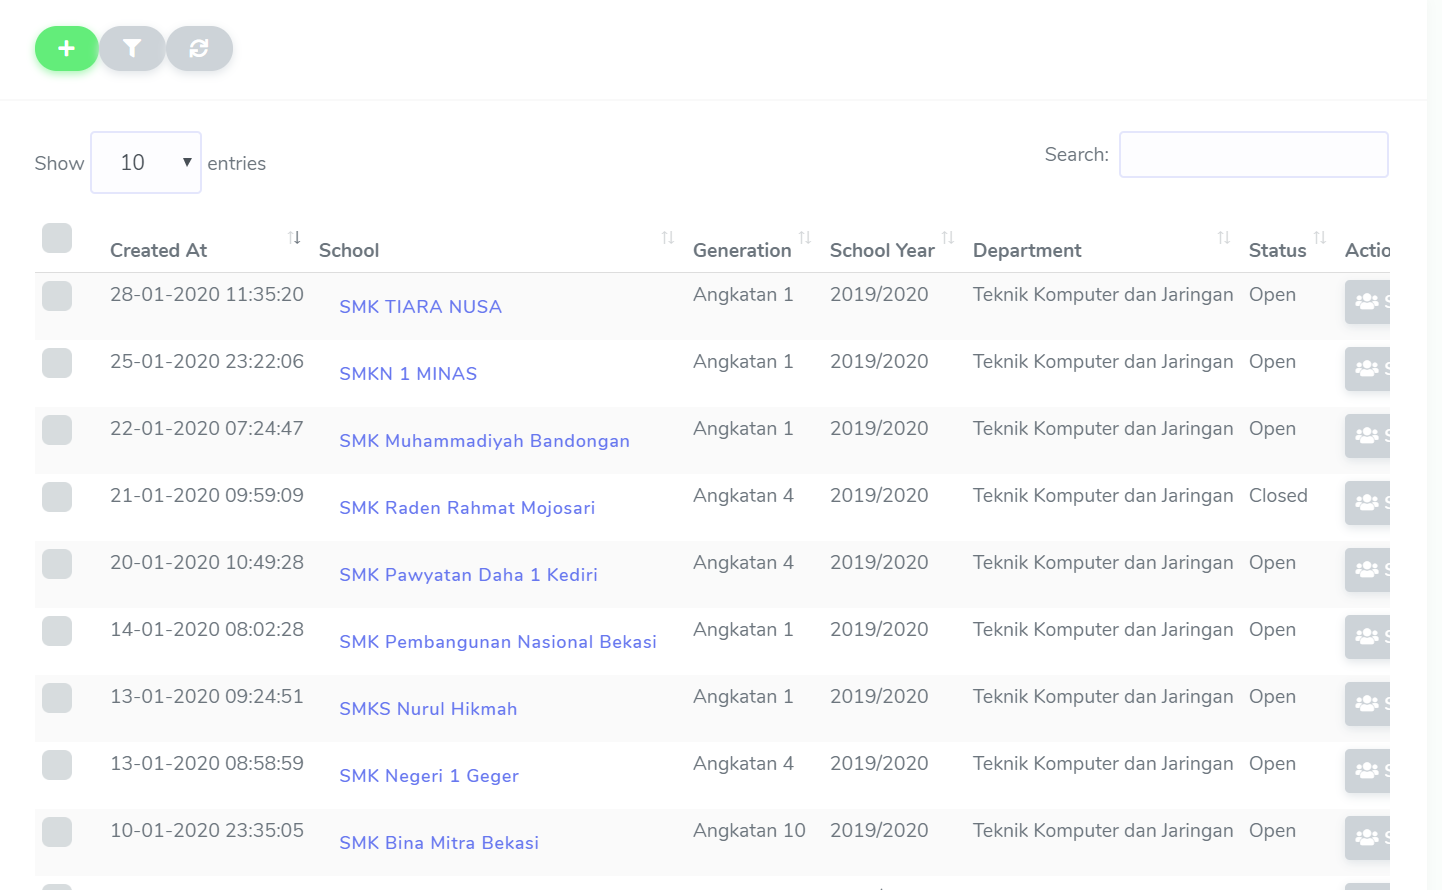 Show 10 entries
Search:
Created At School Generation School Year Department Status Actio
28-01-2020 11:35:20 SMK TIARA NUSA Angkatan 1 2019/2020 Teknik Komputer dan Jaringan Open S
25-01-2020 23:22:06 SMKN 1 MINAS Angkatan 1 2019/2020 Teknik Komputer dan Jaringan Open S
22-01-2020 07:24:47 SMK Muhammadiyah Bandongan Angkatan 1 2019/2020 Teknik Komputer dan Jaringan Open S
21-01-2020 09:59:09 SMK Raden Rahmat Mojosari Angkatan 4 2019/2020 Teknik Komputer dan Jaringan Closed S
20-01-2020 10:49:28 SMK Pawyatan Daha 1 Kediri Angkatan 4 2019/2020 Teknik Komputer dan Jaringan Open S
14-01-2020 08:02:28 SMK Pembangunan Nasional Bekasi Angkatan 1 2019/2020 Teknik Komputer dan Jaringan Open S
13-01-2020 09:24:51 SMKS Nurul Hikmah Angkatan 1 2019/2020 Teknik Komputer dan Jaringan Open S
13-01-2020 08:58:59 SMK Negeri 1 Geger Angkatan 4 2019/2020 Teknik Komputer dan Jaringan Open S
10-01-2020 23:35:05 SMK Bina Mitra Bekasi Angkatan 10 2019/2020 Teknik Komputer dan Jaringan Open S